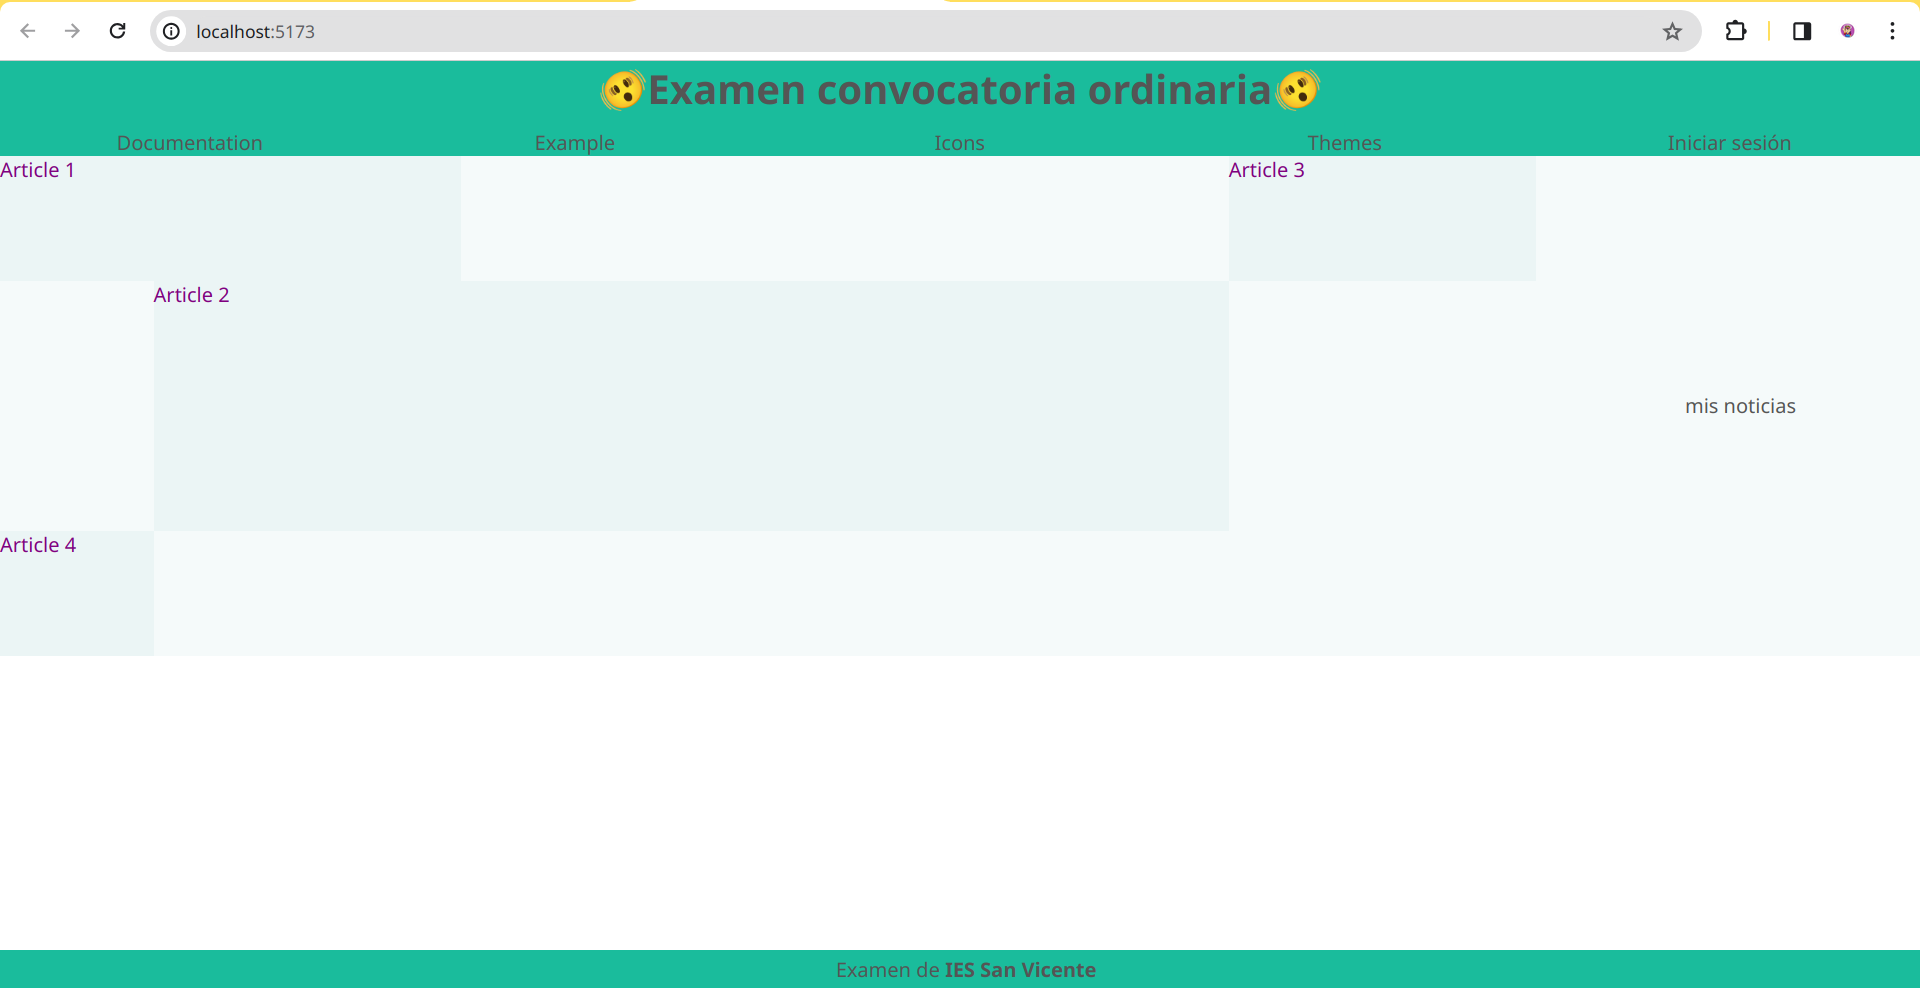 localhost:5173
Examen convocatoria ordinaria
Documentation Example Icons Themes Iniciar sesión
Article 1
Article 3
Article 2
mis noticias
Article 4
Examen de IES San Vicente